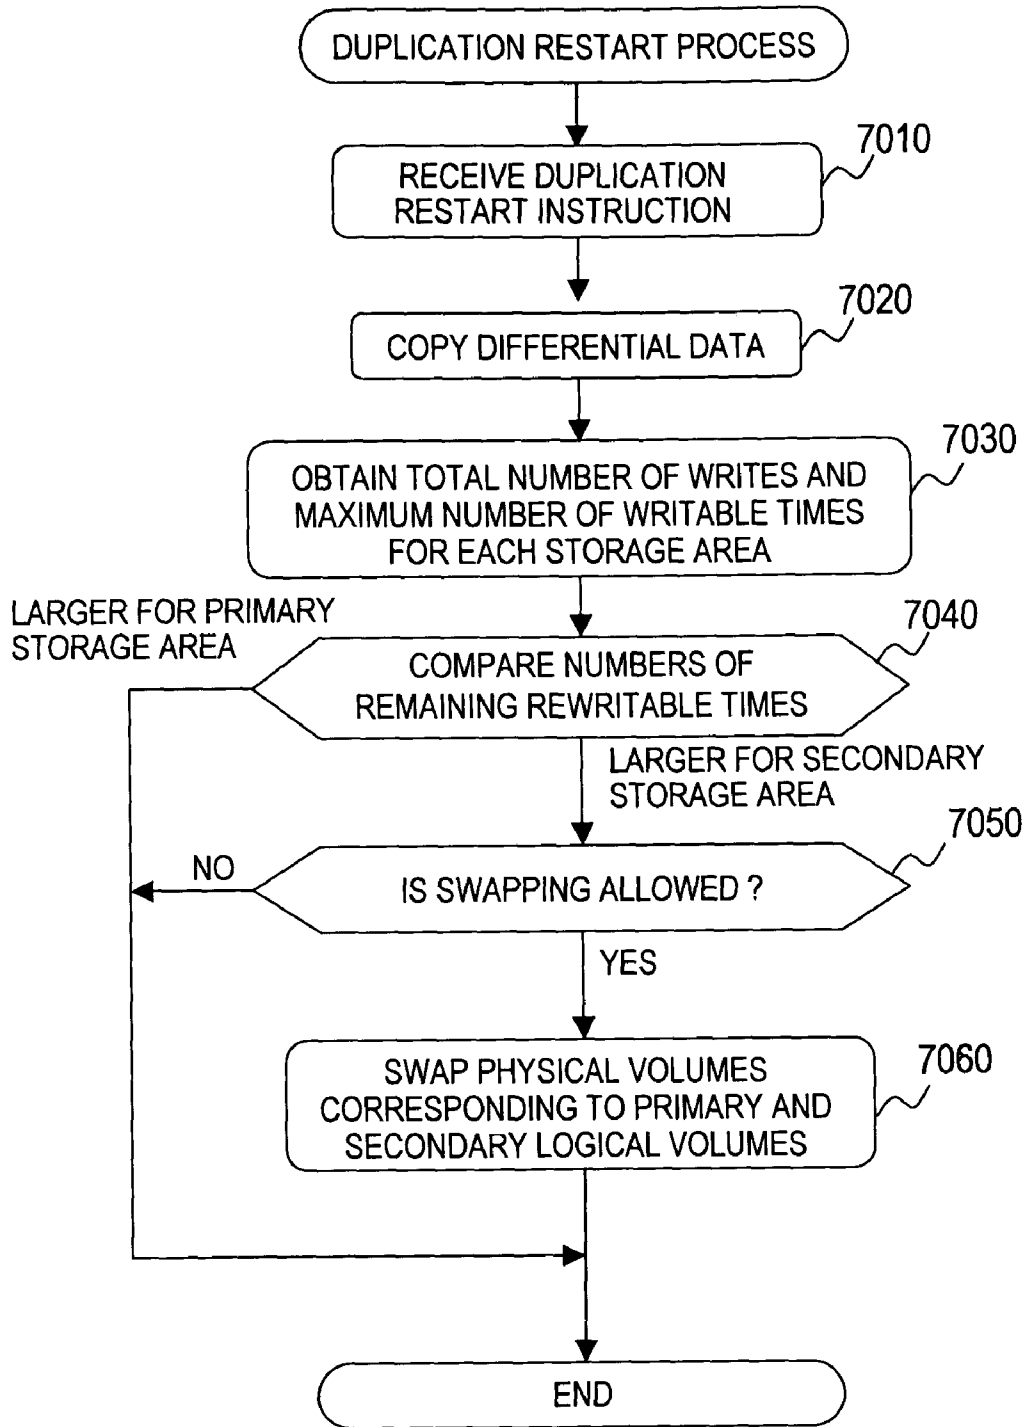 DUPLICATION RESTART PROCESS
7010
RECEIVE DUPLICATION
RESTART INSTRUCTION
7020
COPY DIFFERENTIAL DATA
7030
OBTAIN TOTAL NUMBER OF WRITES AND
MAXIMUM NUMBER OF WRITABLE TIMES
FOR EACH STORAGE AREA
LARGER FOR PRIMARY
STORAGE AREA
7040
COMPARE NUMBERS OF
REMAINING REWRITABLE TIMES
LARGER FOR SECONDARY
STORAGE AREA
7050
NO
IS SWAPPING ALLOWED ?
YES
7060
SWAP PHYSICAL VOLUMES
CORRESPONDING TO PRIMARY AND
SECONDARY LOGICAL VOLUMES
END